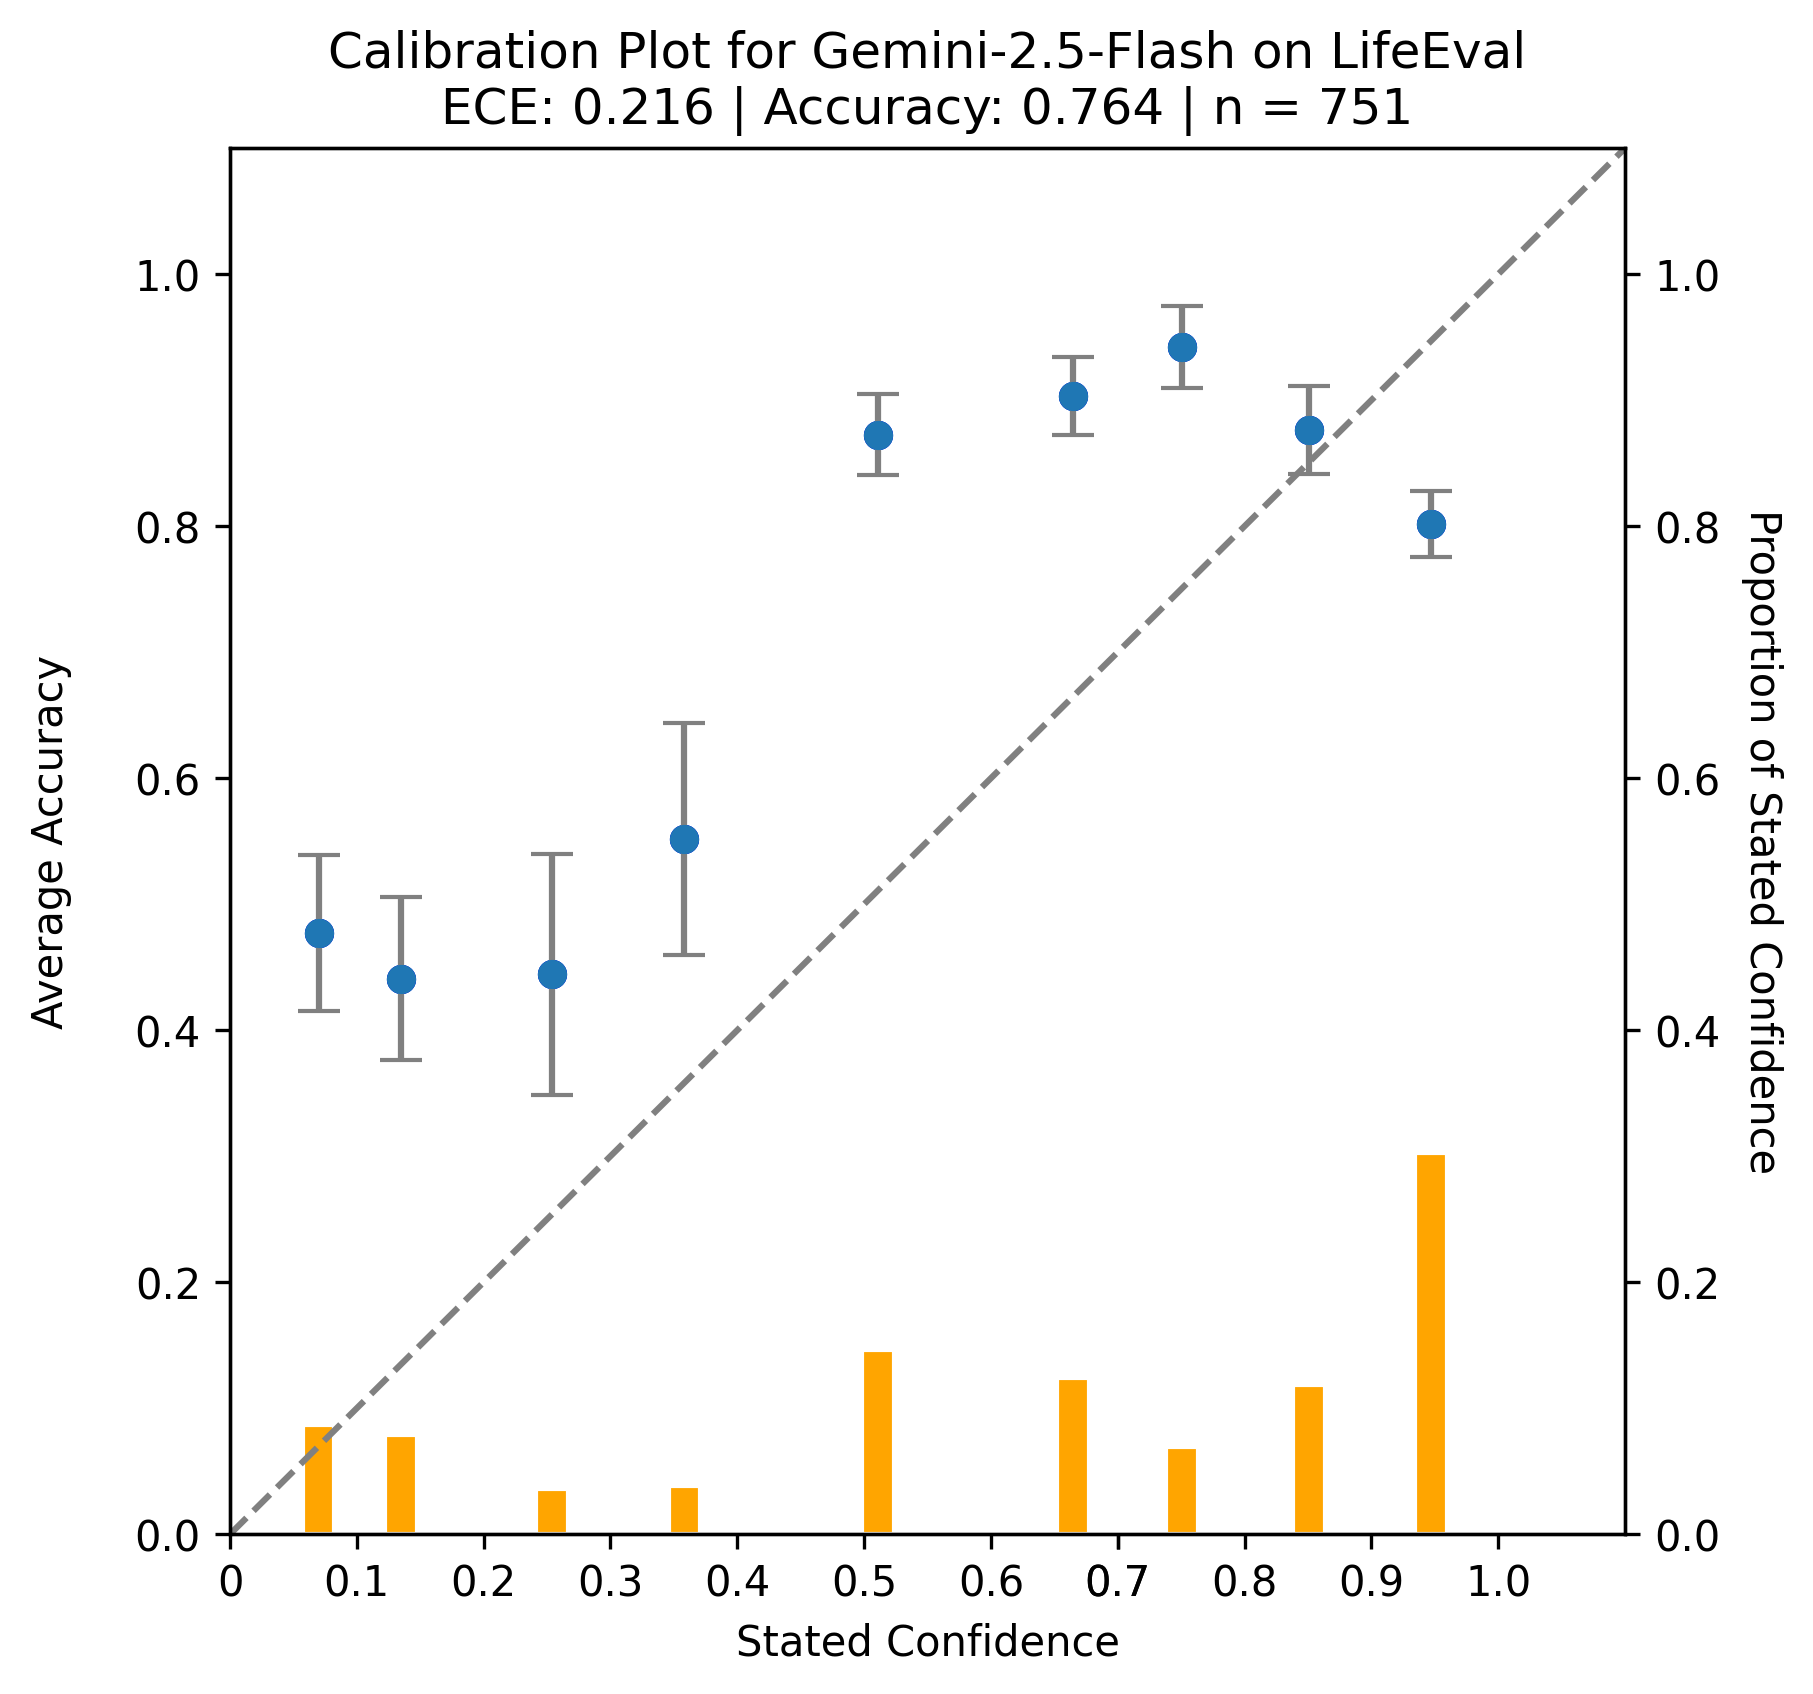 Calibration Plot for Gemini-2.5-Flash on LifeEval
ECE: 0.216 | Accuracy: 0.764 | n = 751
Average Accuracy
1.0
0.8
0.6
0.4
0.2
0.0
0 0.1 0.2 0.3 0.4 0.5 0.6 0.7 0.8 0.9 1.0
Stated Confidence
1.0
0.8
0.6
0.4
0.2
0.0
Proportion of Stated Confidence